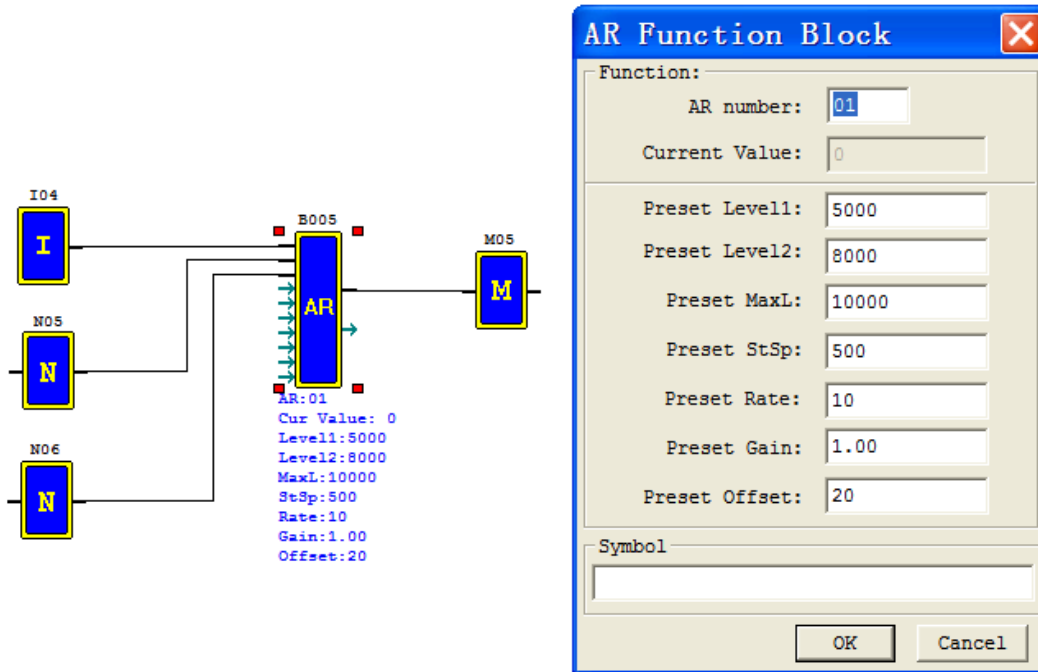 I04
I
N05
N
N06
N
B005
AR
M05
M
AR:01
Cur Value: 0
Level1:5000
Level2:8000
MaxL:10000
StSp:500
Rate:10
Gain:1.00
Offset:20
AR Function Block
Function:
AR number: 01
Current Value: 0
Preset Level1: 5000
Preset Level2: 8000
Preset MaxL: 10000
Preset StSp: 500
Preset Rate: 10
Preset Gain: 1.00
Preset Offset: 20
Symbol
OK Cancel